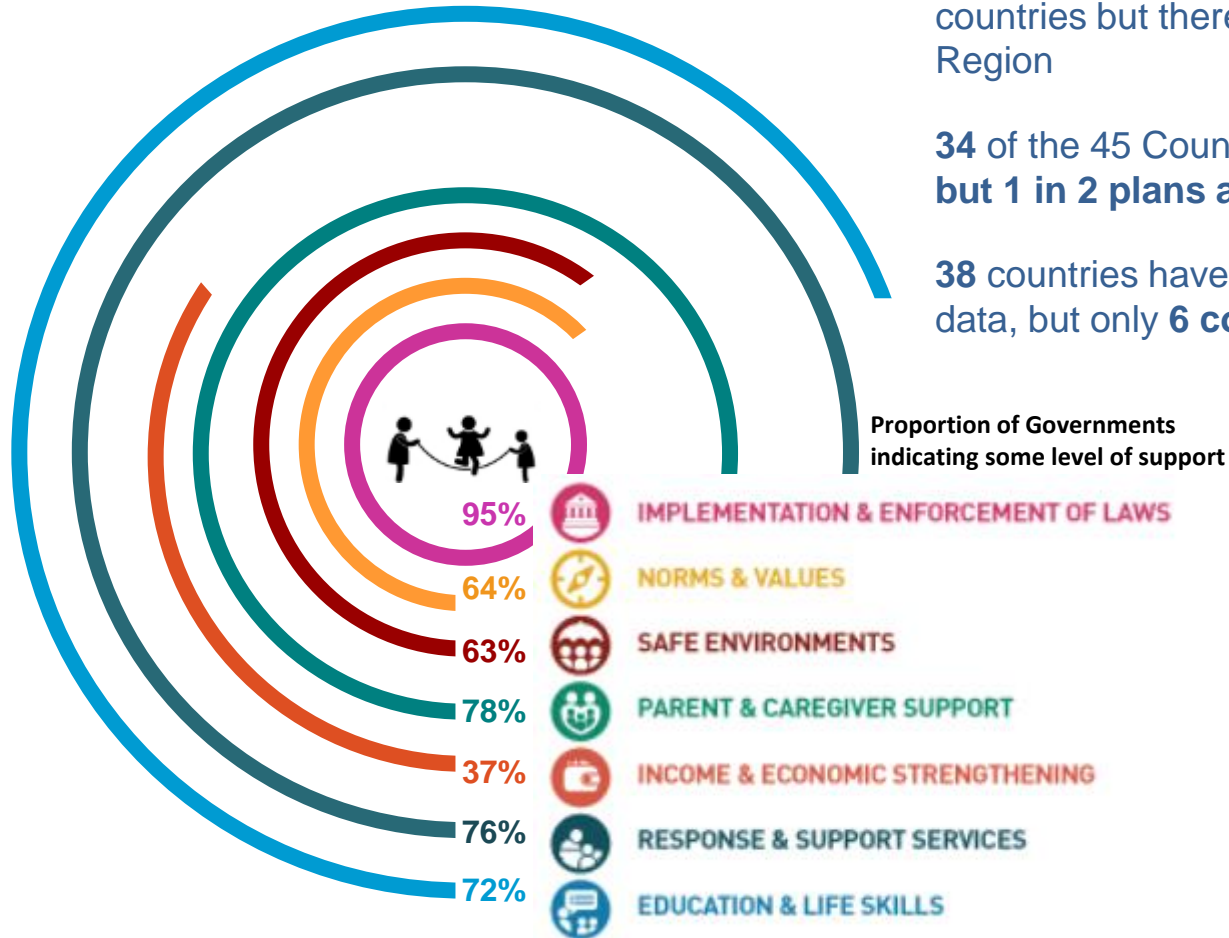 countries but there
Region
34 of the 45 Coun
but 1 in 2 plans a
38 countries have
data, but only 6 co
Proportion of Governments
indicating some level of support
95% IMPLEMENTATION & ENFORCEMENT OF LAWS
64% NORMS & VALUES
63% SAFE ENVIRONMENTS
78% PARENT & CAREGIVER SUPPORT
37% INCOME & ECONOMIC STRENGTHENING
76% RESPONSE & SUPPORT SERVICES
72% EDUCATION & LIFE SKILLS